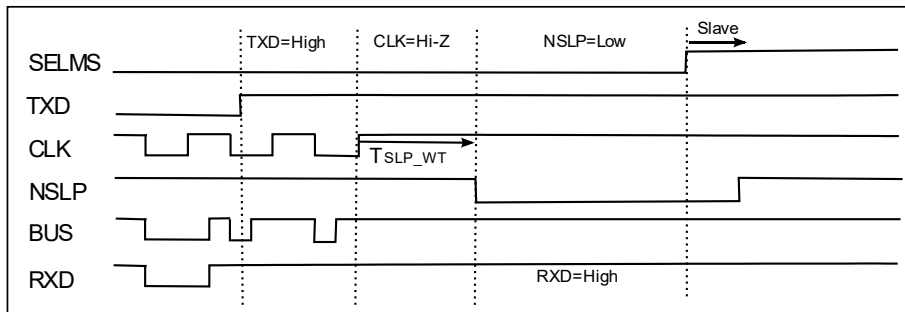 Slave
TXD=High CLK=Hi-Z NSLP=Low
SELMS
TXD
CLK
TSLP_WT
NSLP
BUS
RXD
RXD=High